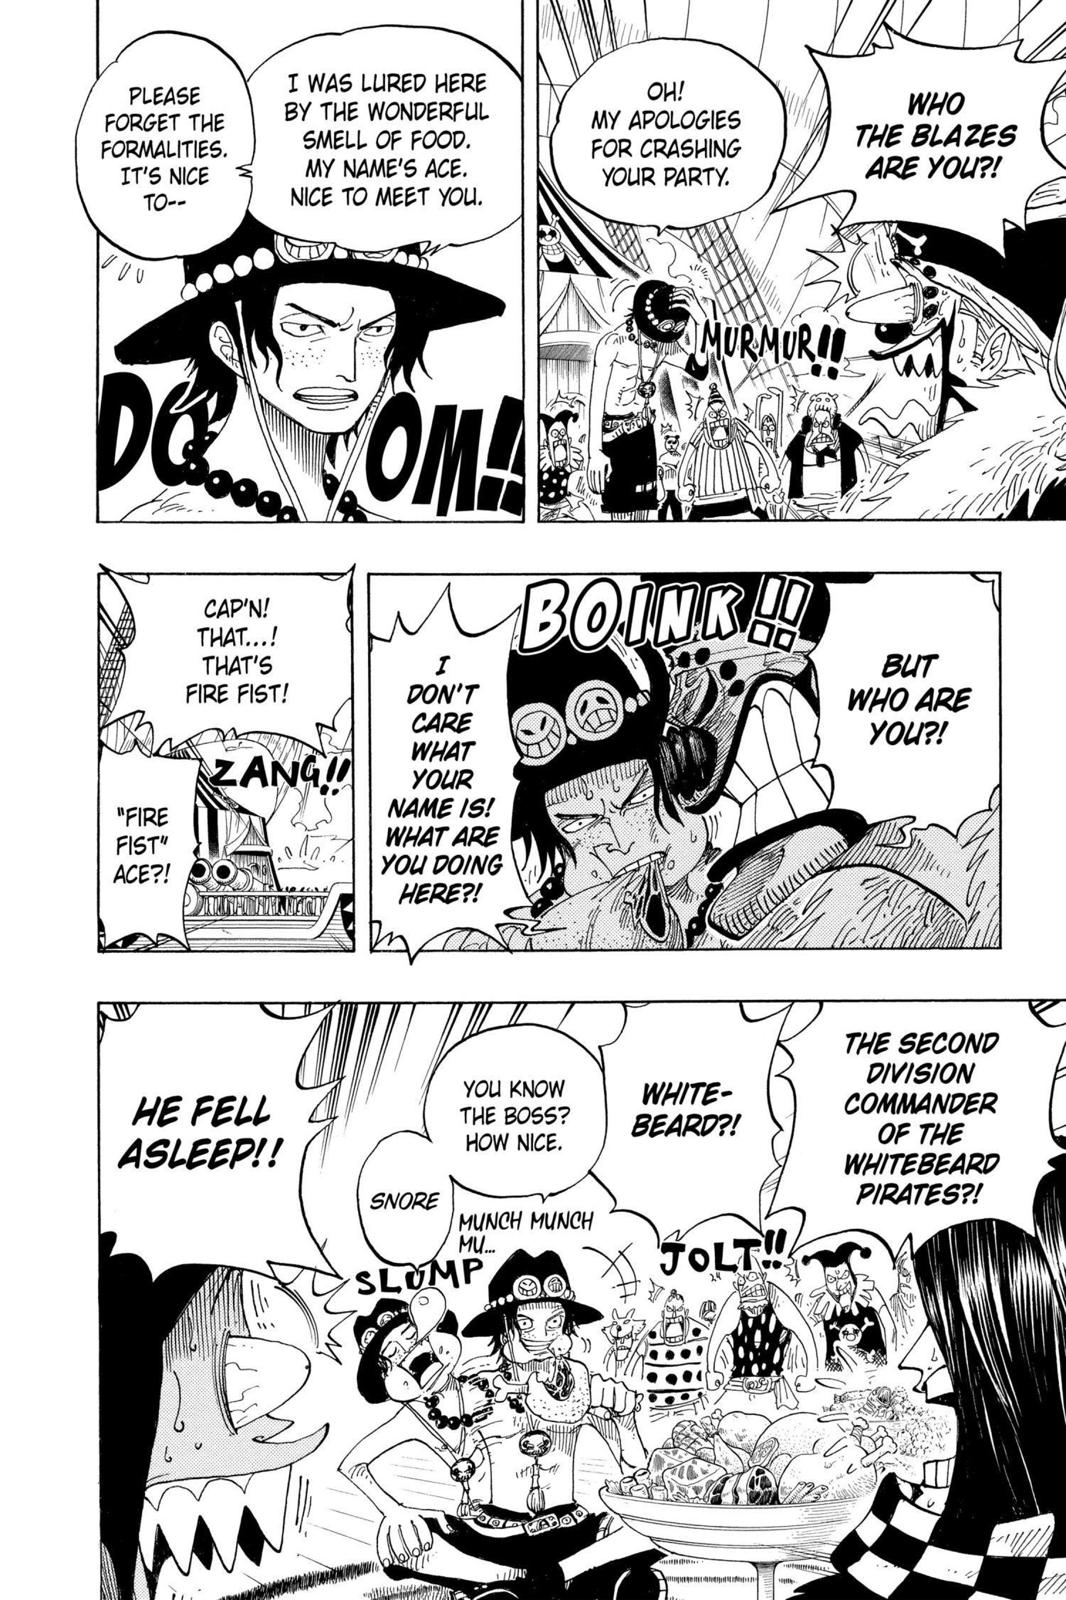 WHO
THE BLAZES
ARE YOU?!
OH!
MY APOLOGIES
FOR CRASHING
YOUR PARTY.
MURMUR!!
I WAS LURED HERE
BY THE WONDERFUL
SMELL OF FOOD.
MY NAME'S ACE.
NICE TO MEET YOU.
PLEASE
FORGET THE
FORMALITIES.
IT'S NICE
TO--
DOOM!!
BUT
WHO ARE
YOU?!
BOINK!!
I
DON'T
CARE
WHAT
YOUR
NAME IS!
WHAT ARE
YOU DOING
HERE?!
CAP'N!
THAT...!
THAT'S
FIRE FIST!
ZANG!!
"FIRE
FIST"
ACE?!
THE SECOND
DIVISION
COMMANDER
OF THE
WHITEBEARD
PIRATES?!
WHITE-
BEARD?!
JOLT!!
YOU KNOW
THE BOSS?
HOW NICE.
MUNCH MUNCH
MU...
SNORE
SLUMP
HE FELL
ASLEEP!!